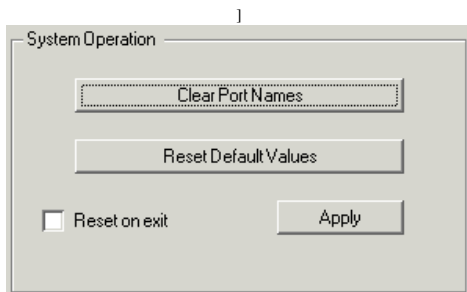 ]
System Operation
Clear Port Names
Reset Default Values
Reset on exit Apply